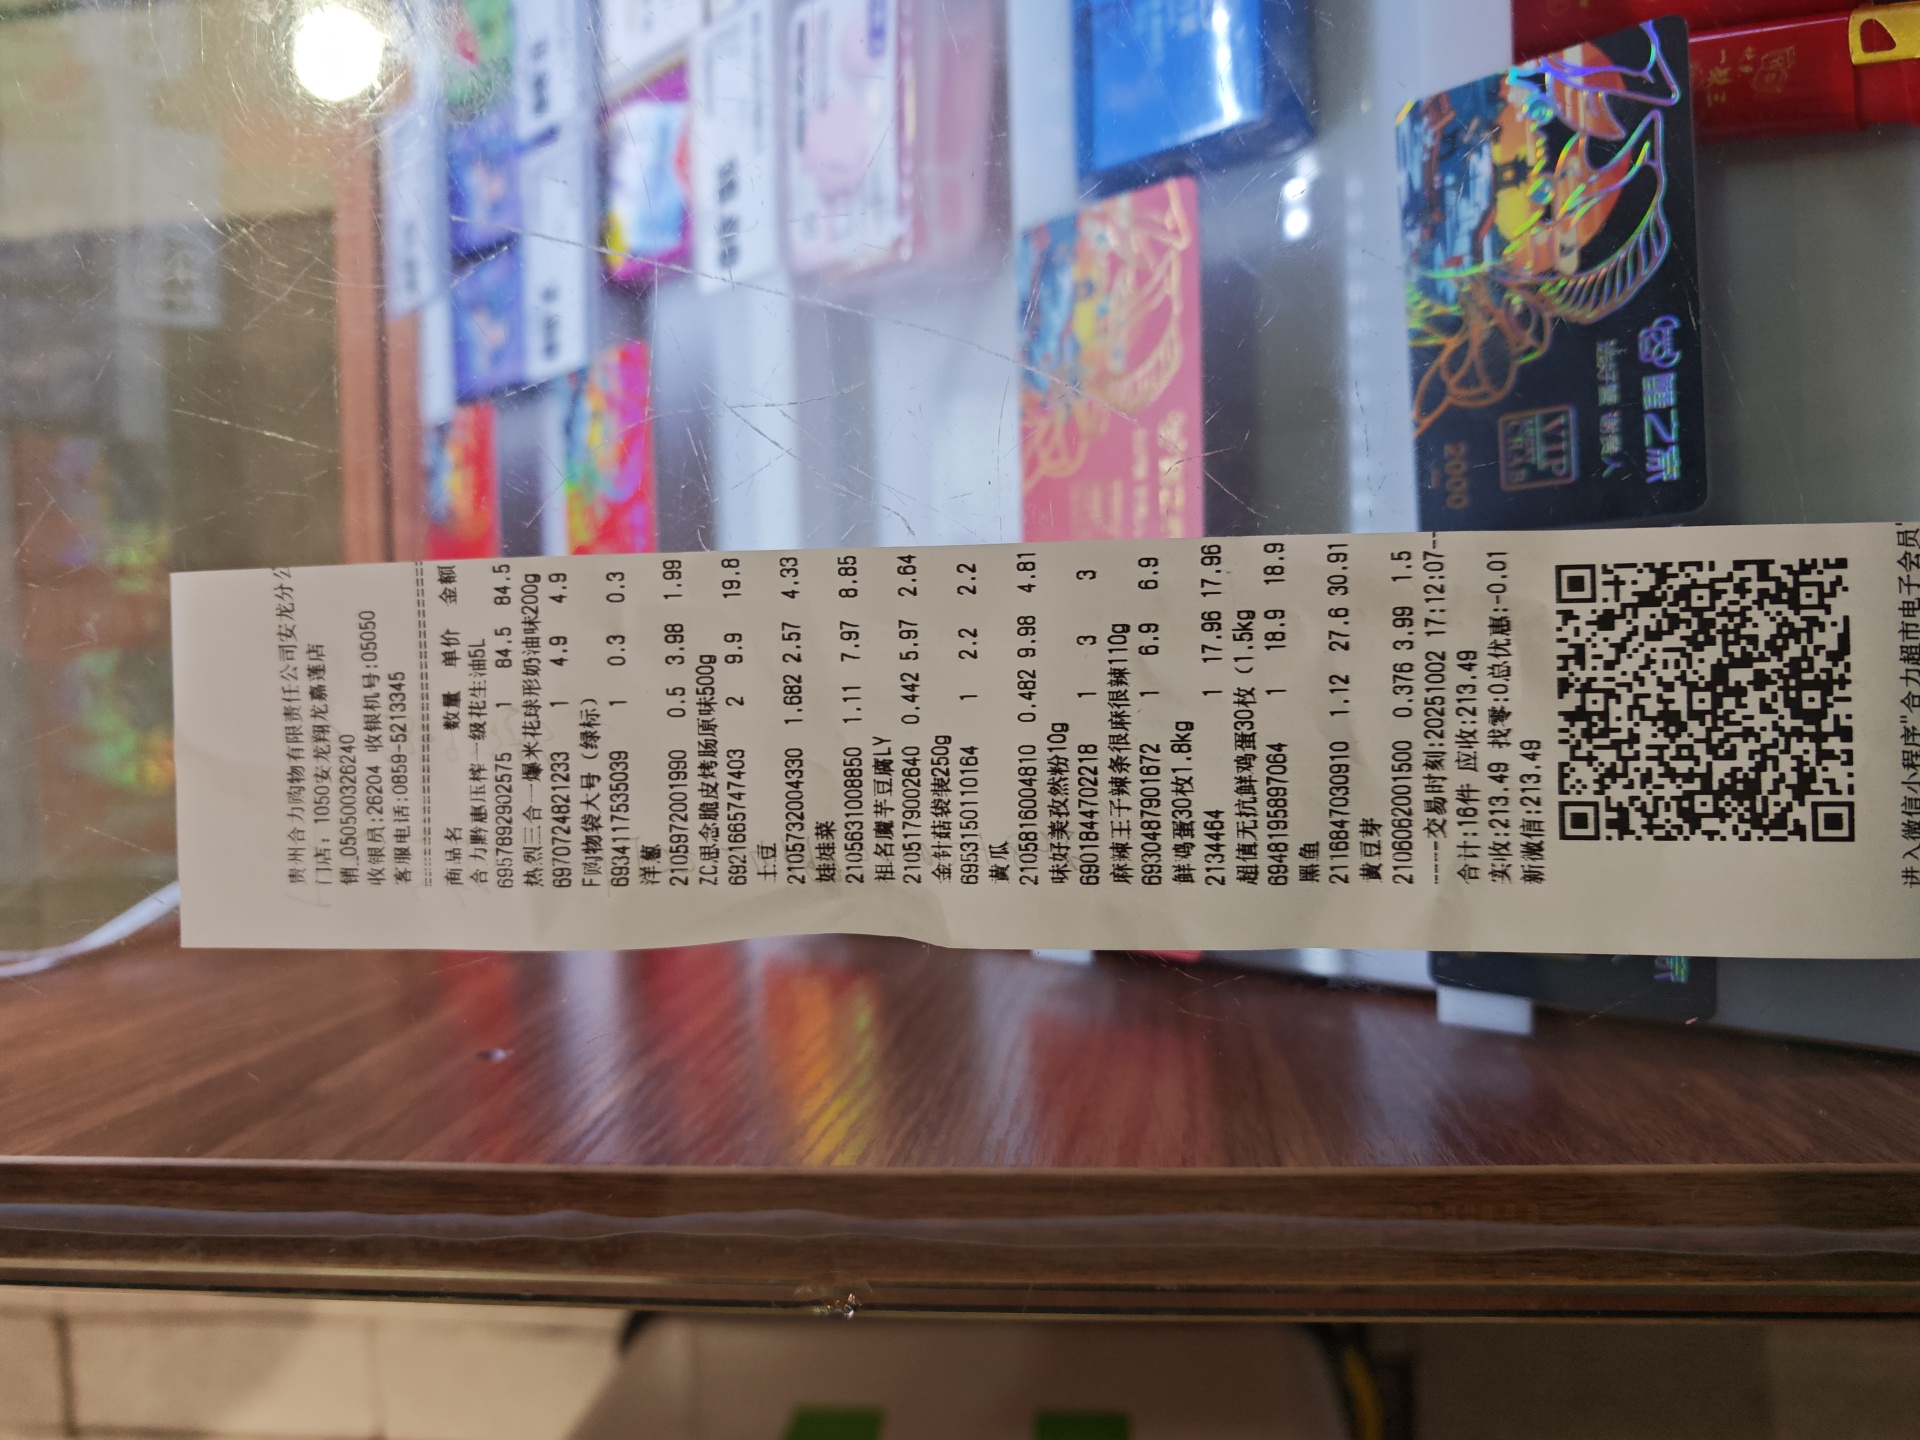 贵州合力购物有限责任公司安龙分公
门店: 10501安龙翔龙嘉莲店
销_050500326240
收银员:26204 收银机号:05050
客服电话:0859-5213345
商品名 数量 单价 金额
合力黔惠压榨一级花生油5L
6957892902575 1 84.5 84.5
热烈三合一爆米花球形奶油味200g
6970724821233 1 4.9 4.9
F购物袋大号（绿标）
6934117535039 1 0.3 0.3
洋葱
2105972001990 0.5 3.98 1.99
ZC思念脆皮烤肠原味500g
6921665747403 2 9.9 19.8
土豆
2105732004330 1.682 2.57 4.33
娃娃菜
2105631008850 1.11 7.97 8.85
祖名魔芋豆腐LY
2105179002640 0.442 5.97 2.64
金针菇袋装250g
6953150110164 1 2.2 2.2
黄瓜
2105816004810 0.482 9.98 4.81
味好美孜然粉10g
6901844702218 1 3 3
麻辣王子辣条很麻很辣110g
6930487901672 1 6.9 6.9
鲜鸡蛋30枚1.8kg
2134464 1 17.96 17.96
超值无抗鲜鸡蛋30枚（1.5kg
6948195897064 1 18.9 18.9
黑鱼
2116847030910 1.12 27.6 30.91
黄豆芽
2106062001500 0.376 3.99 1.5
----交易时刻:20251002 17:12:07--
合计:16件 应收:213.49
实收:213.49 找零:0总优惠:-0.01
新微信:213.49
进入微信小程序"合力超市电子会员"
2000
VIP